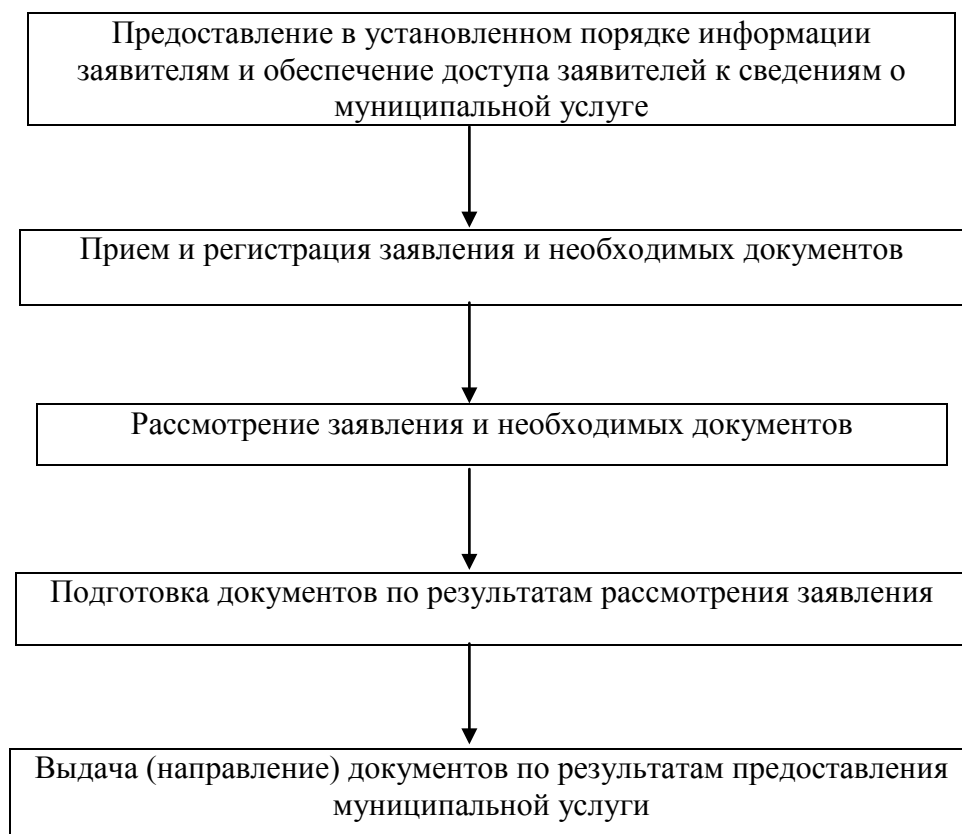 Предоставление в установленном порядке информации
заявителям и обеспечение доступа заявителей к сведениям о
муниципальной услуге
Прием и регистрация заявления и необходимых документов
Рассмотрение заявления и необходимых документов
Подготовка документов по результатам рассмотрения заявления
Выдача (направление) документов по результатам предоставления
муниципальной услуги